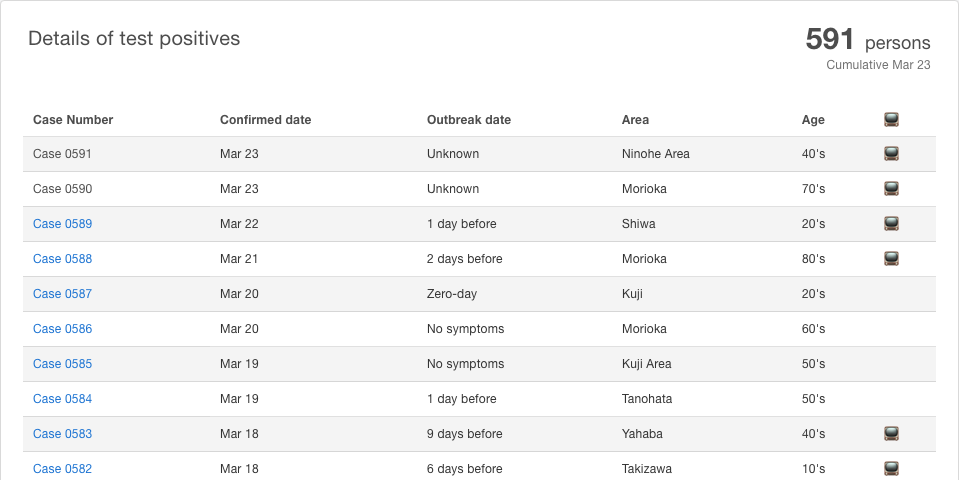 Details of test positives
591 persons
Cumulative Mar 23
Case Number Confirmed date Outbreak date Area Age
Case 0591 Mar 23 Unknown Ninohe Area 40's
Case 0590 Mar 23 Unknown Morioka 70's
Case 0589 Mar 22 1 day before Shiwa 20's
Case 0588 Mar 21 2 days before Morioka 80's
Case 0587 Mar 20 Zero-day Kuji 20's
Case 0586 Mar 20 No symptoms Morioka 60's
Case 0585 Mar 19 No symptoms Kuji Area 50's
Case 0584 Mar 19 1 day before Tanohata 50's
Case 0583 Mar 18 9 days before Yahaba 40's
Case 0582 Mar 18 6 days before Takizawa 10's